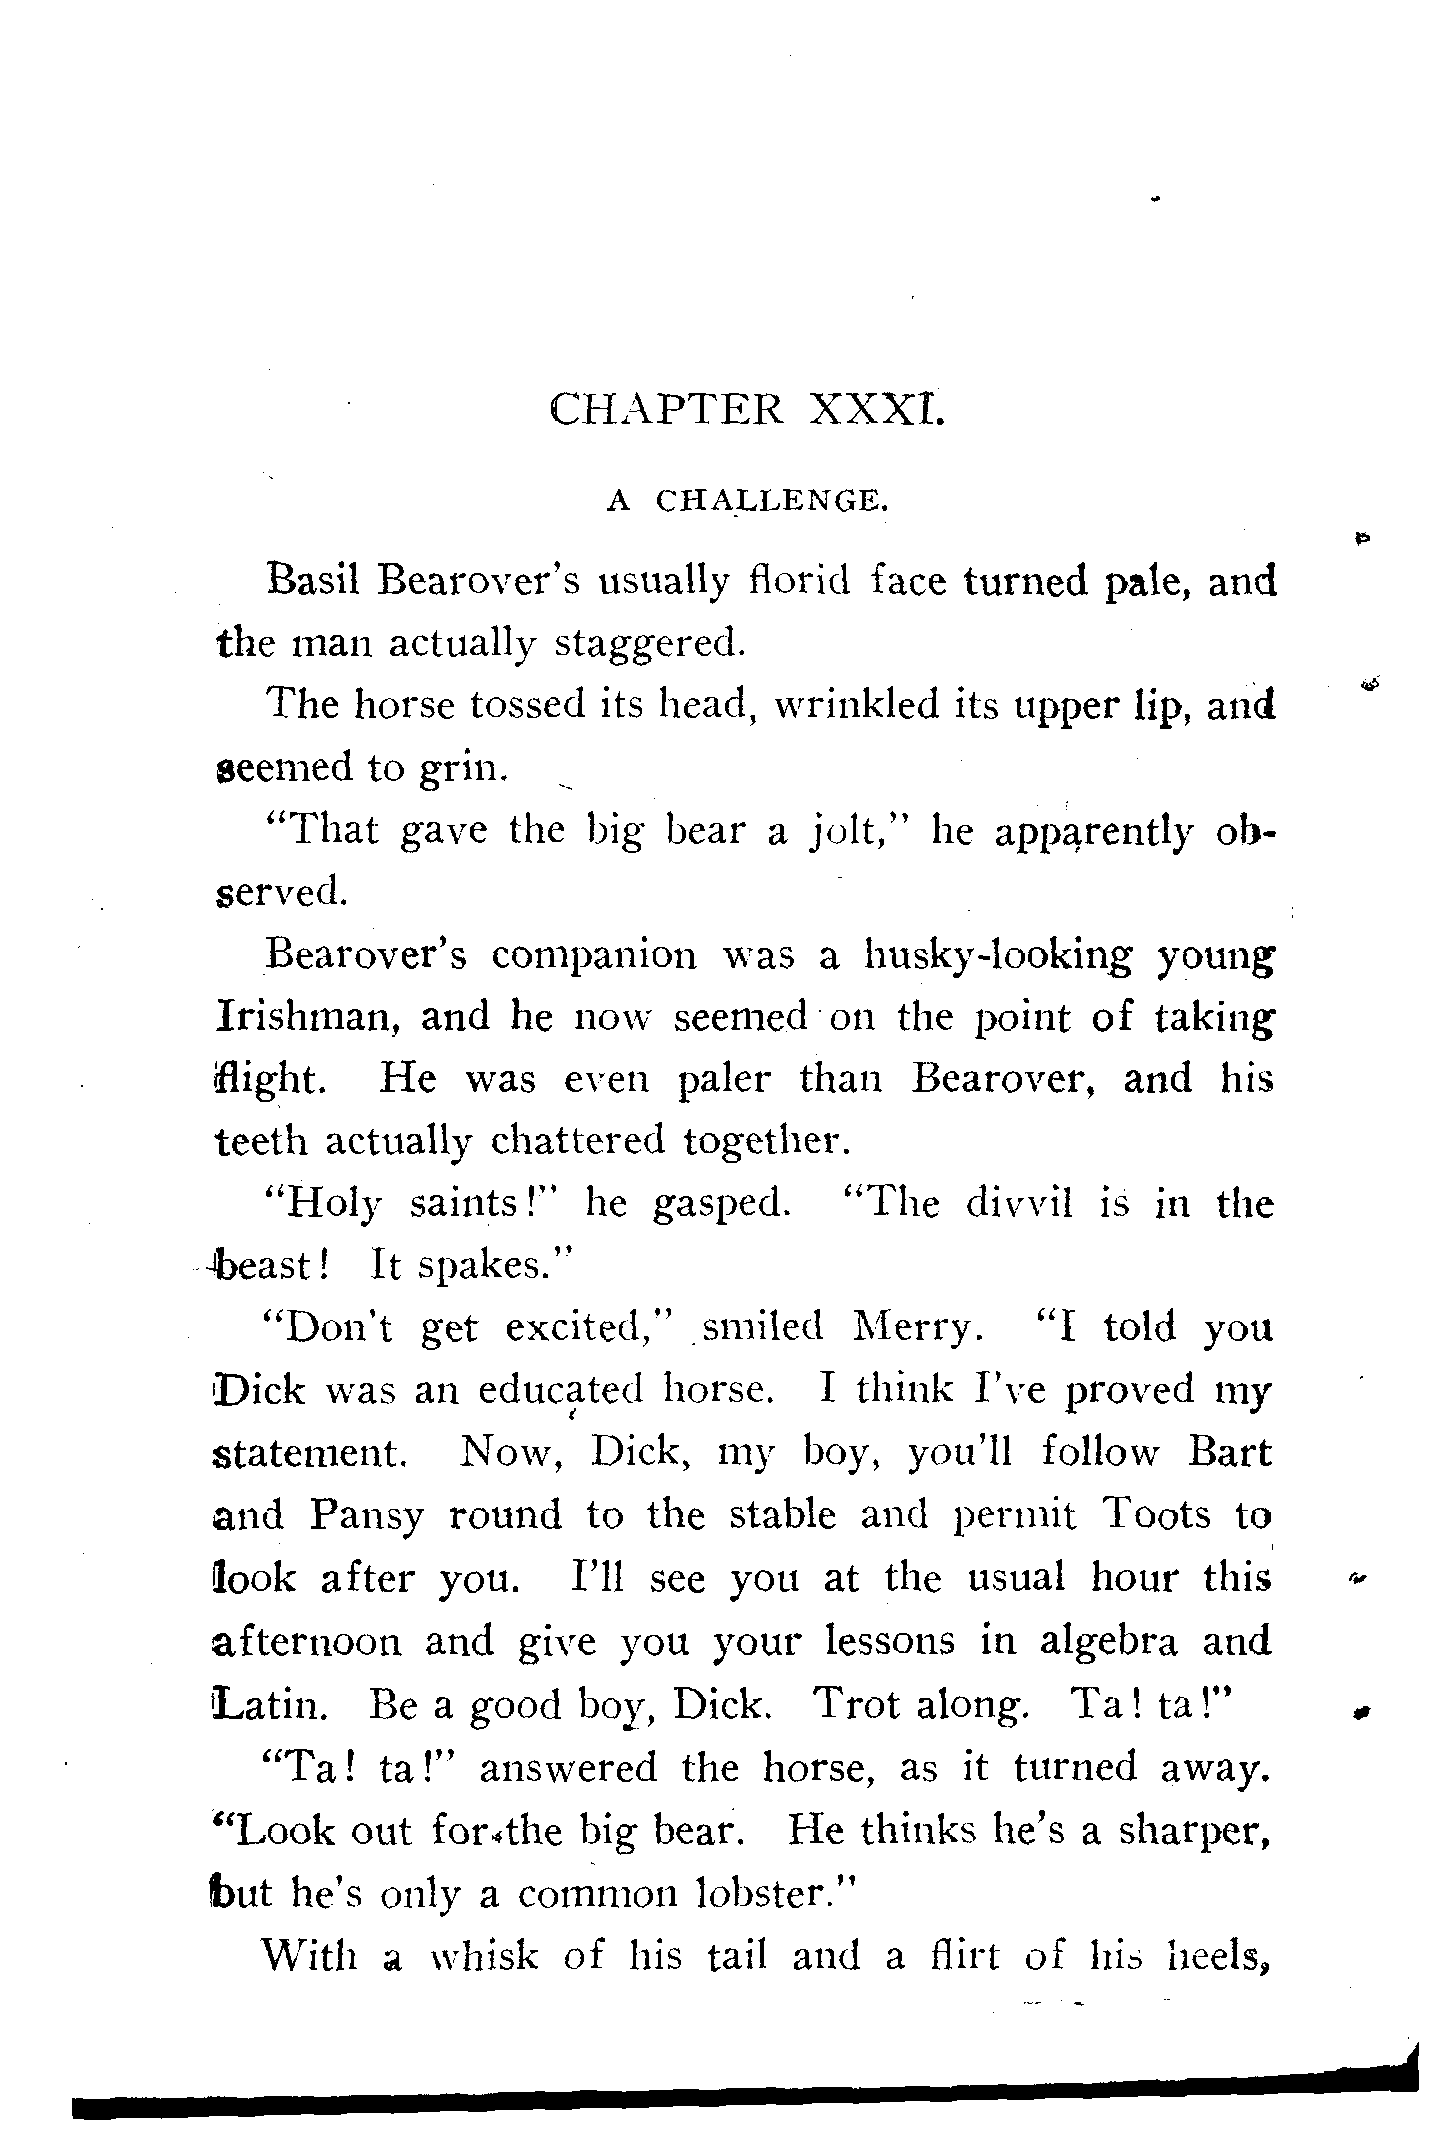 CHAPTER XXXI.
A CHALLENGE.
Basil Bearover's usually florid face turned pale, and
the man actually staggered.
The horse tossed its head, wrinkled its upper lip, and
seemed to grin.
"That gave the big bear a jolt," he apparently ob-
served.
Bearover's companion was a husky-looking young
Irishman, and he now seemed on the point of taking
flight. He was even paler than Bearover, and his
teeth actually chattered together.
"Holy saints!" he gasped. "The divvil is in the
beast! It spakes."
"Don't get excited," smiled Merry. "I told you
Dick was an educated horse. I think I've proved my
statement. Now, Dick, my boy, you'll follow Bart
and Pansy round to the stable and permit Toots to
look after you. I'll see you at the usual hour this
afternoon and give you your lessons in algebra and
Latin. Be a good boy, Dick. Trot along. Ta! ta!"
"Ta! ta!" answered the horse, as it turned away.
"Look out for the big bear. He thinks he's a sharper,
but he's only a common lobster."
With a whisk of his tail and a flirt of his heels,